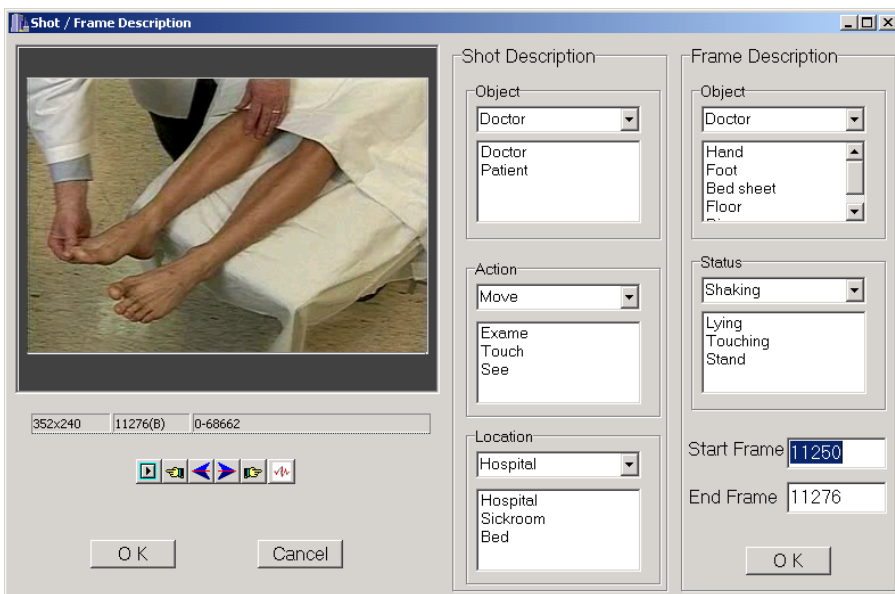 Shot / Frame Description
Shot Description
Object
Doctor
Doctor
Patient
Action
Move
Exame
Touch
See
Location
Hospital
Hospital
Sickroom
Bed
Frame Description
Object
Doctor
Hand
Foot
Bed sheet
Floor
Status
Shaking
Lying
Touching
Stand
Start Frame 11250
End Frame 11276
O K
352x240 11276(B) 0-68662
O K Cancel